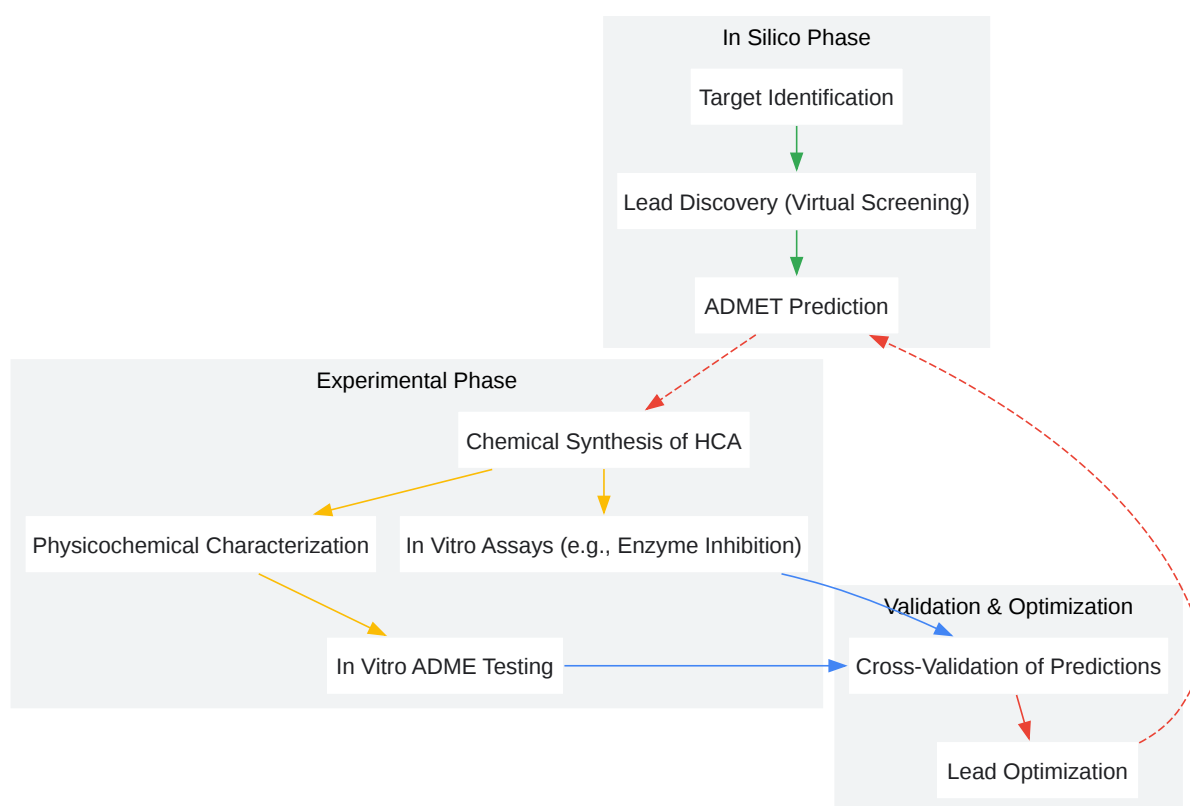 In Silico Phase
Target Identification
Lead Discovery (Virtual Screening)
ADMET Prediction
Experimental Phase
Chemical Synthesis of HCA
Physicochemical Characterization
In Vitro Assays (e.g., Enzyme Inhibition)
In Vitro ADME Testing
Validation & Optimization
Cross-Validation of Predictions
Lead Optimization